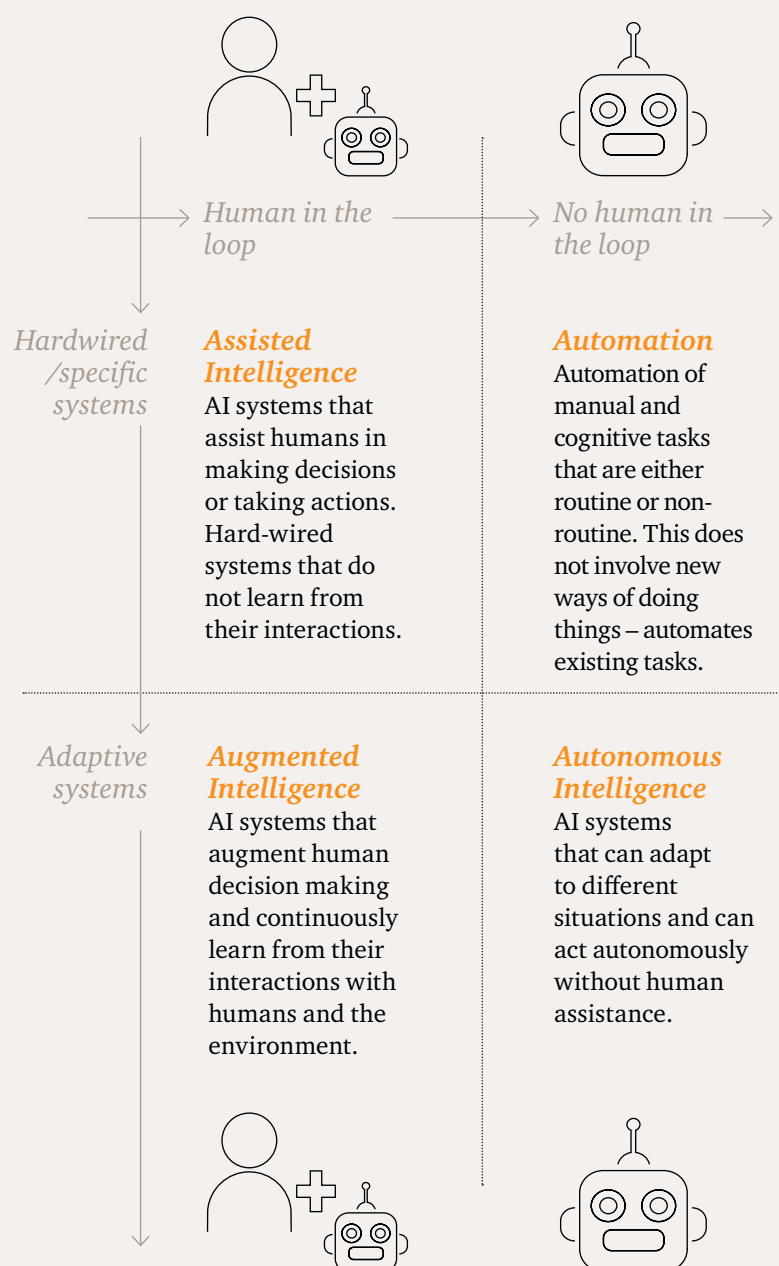 Human in the
loop
No human in
the loop
Hardwired
/specific
systems
Assisted
Intelligence
AI systems that
assist humans in
making decisions
or taking actions.
Hard-wired
systems that do
not learn from
their interactions.
Automation
Automation of
manual and
cognitive tasks
that are either
routine or non-
routine. This does
not involve new
ways of doing
things – automates
existing tasks.
Adaptive
systems
Augmented
Intelligence
AI systems that
augment human
decision making
and continuously
learn from their
interactions with
humans and the
environment.
Autonomous
Intelligence
AI systems
that can adapt
to different
situations and can
act autonomously
without human
assistance.